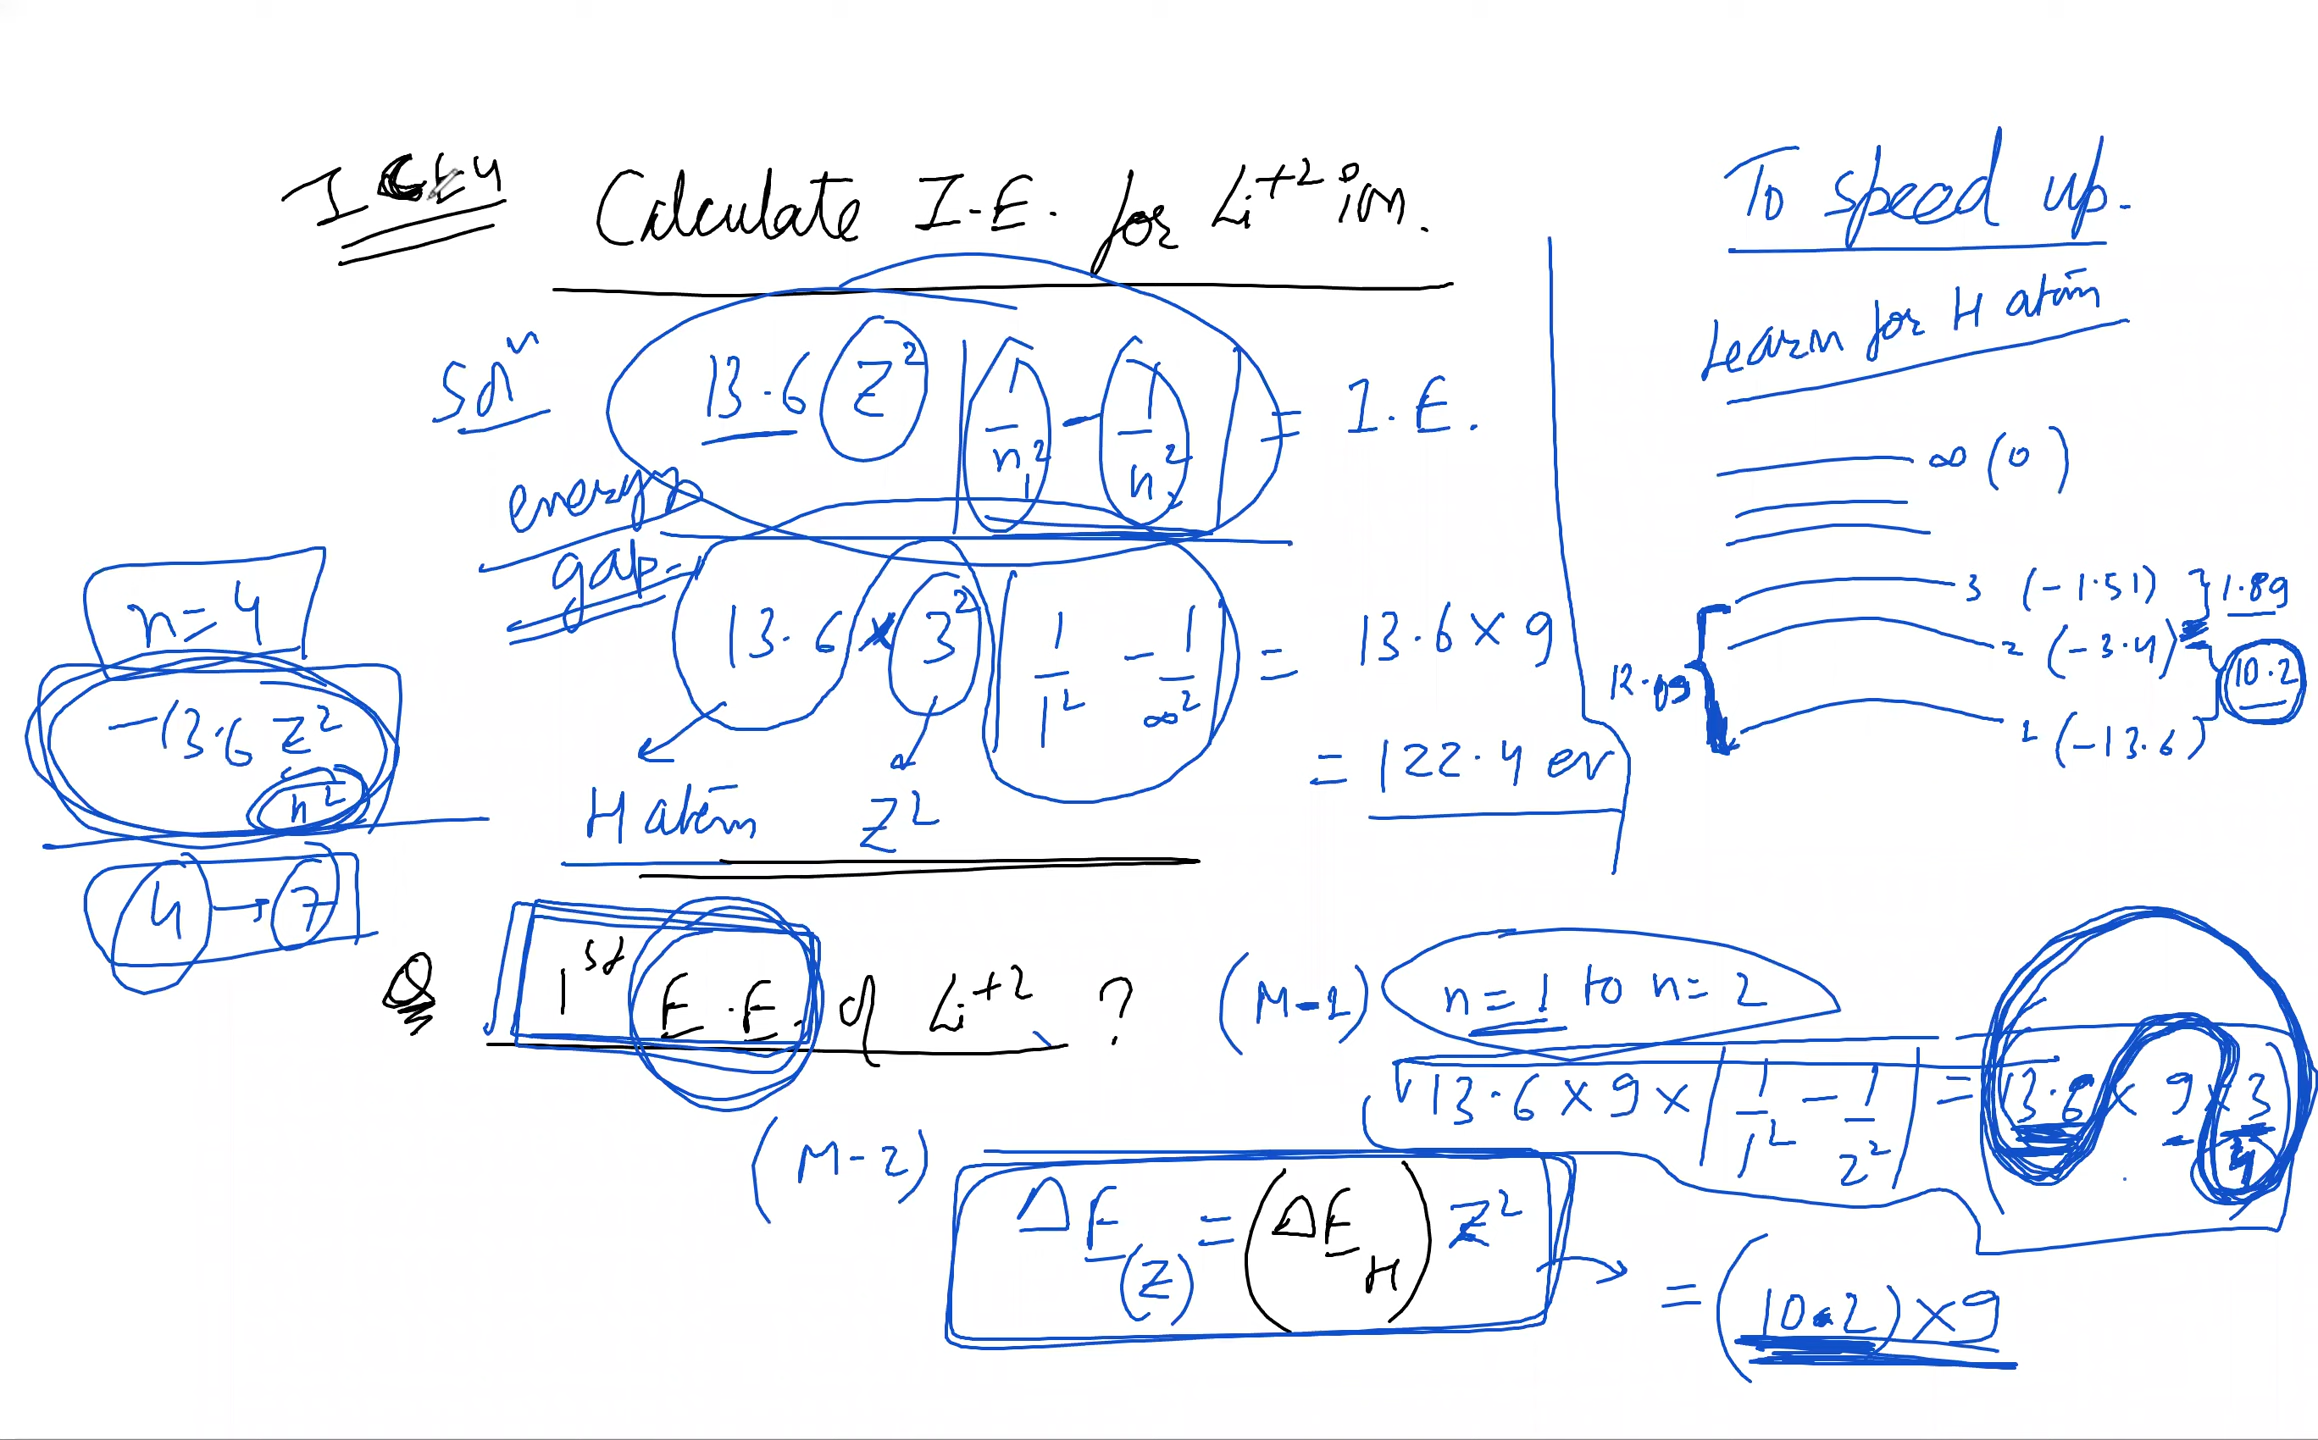 Calculate I.E. for Li+2 ion.
Solⁿ 13.6 Z² | 1/n₁² - 1/n₂² | = I.E.
energy
gap
13.6 x 3² | 1/1² - 1/∞² | = 13.6 x 9
= 122.4 ev
H atom Z²
n = 4
-13.6 Z²
n²
4 → 7
To speed up.
Learn for H atom
∞ (0)
3 (-1.51) } 1.89
2 (-3.4)
10.2
12.09
1 (-13.6)
Q 1st E.E. of Li+2 ?
(M-1) n=1 to n=2
13.6 x 9 x | 1/1² - 1/2² | = 13.6 x 9 x 3/4
(M-2) ΔE(Z) = (ΔE H) Z² →
= (10.2) x 9